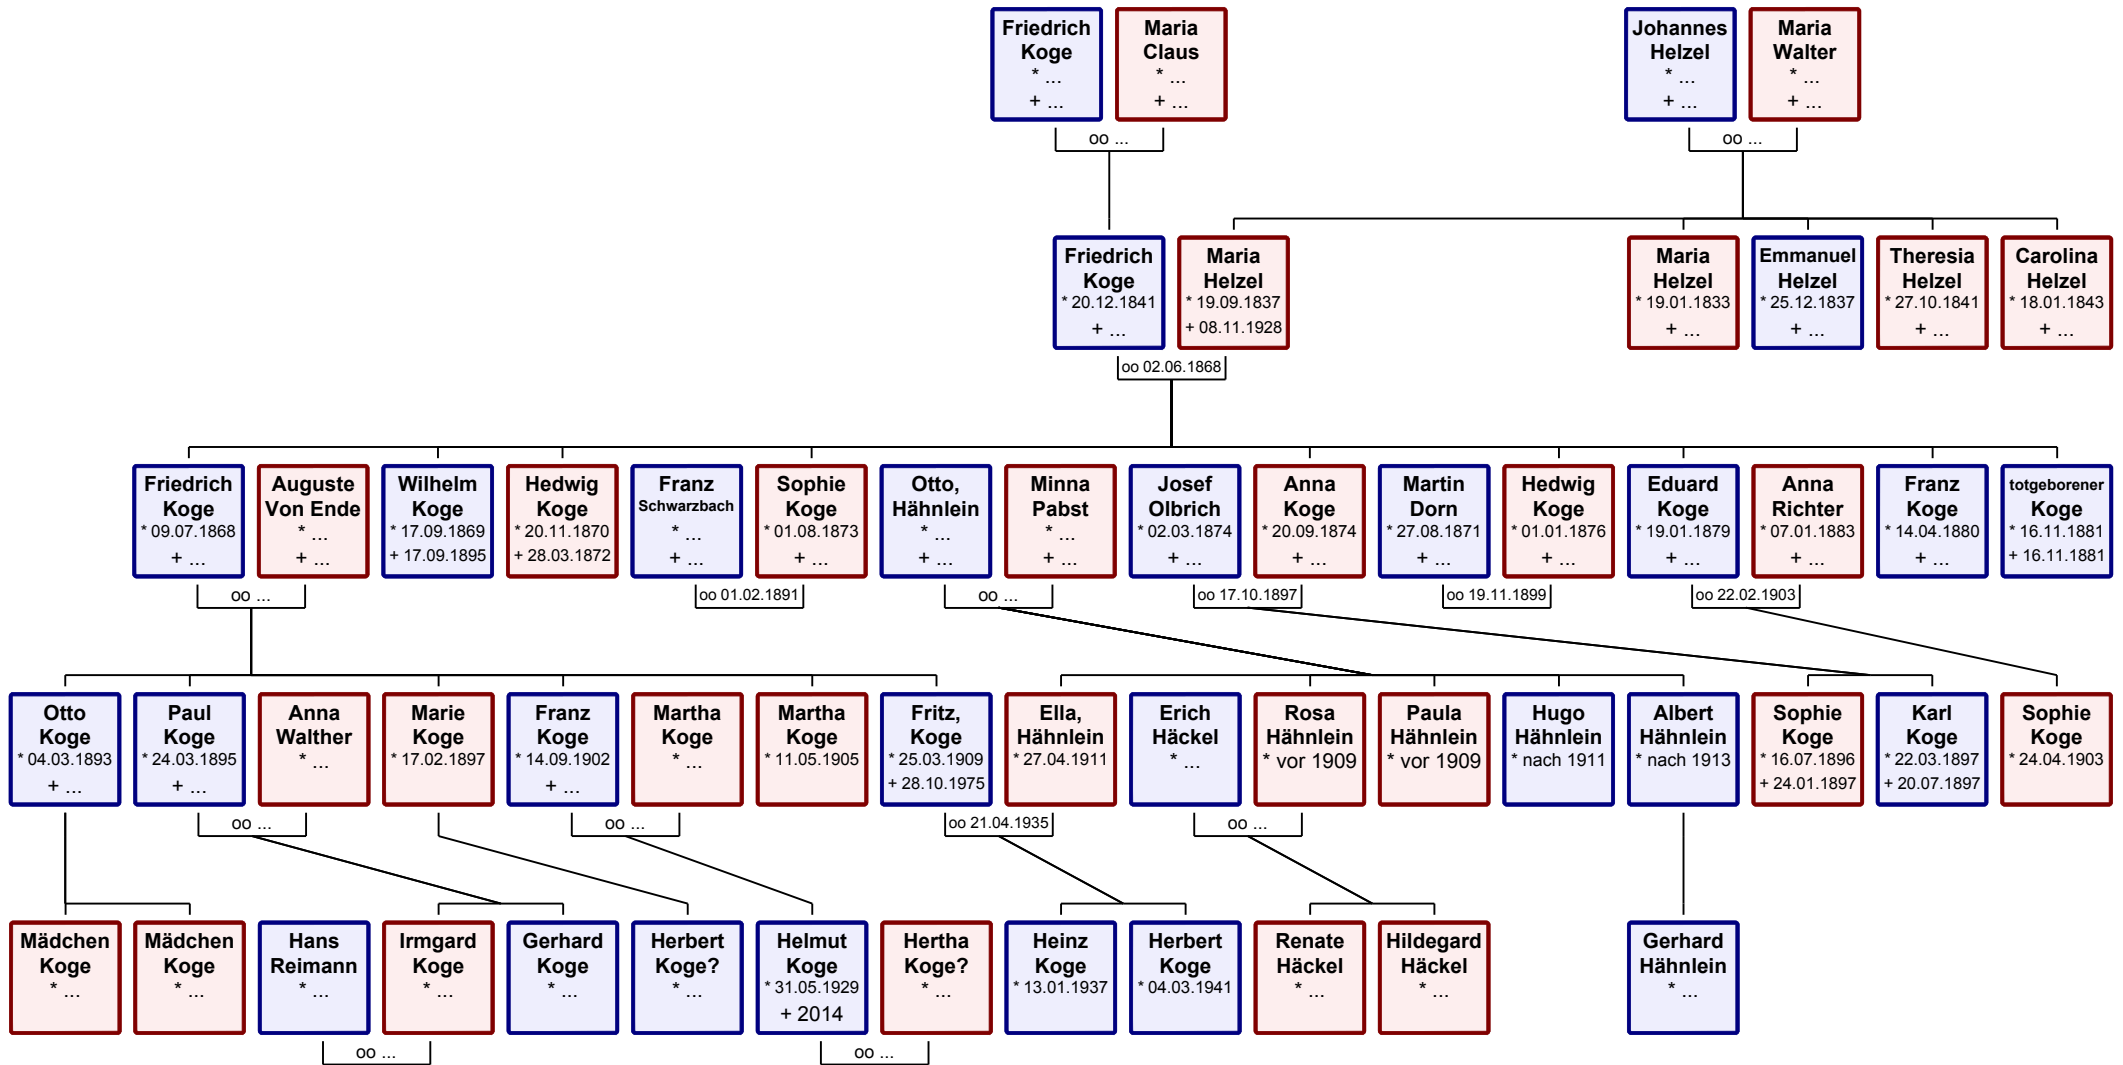 Friedrich
Koge
* ...
+ ...
Maria
Claus
* ...
+ ...
Johannes
Helzel
* ...
+ ...
Maria
Walter
* ...
+ ...
oo ...
oo ...
Friedrich
Koge
* 20.12.1841
+ ...
Maria
Helzel
* 19.09.1837
+ 08.11.1928
Maria
Helzel
* 19.01.1833
+ ...
Emmanuel
Helzel
* 25.12.1837
+ ...
Theresia
Helzel
* 27.10.1841
+ ...
Carolina
Helzel
* 18.01.1843
+ ...
oo 02.06.1868
Friedrich
Koge
* 09.07.1868
+ ...
Auguste
Von Ende
* ...
+ ...
Wilhelm
Koge
* 17.09.1869
+ 17.09.1895
Hedwig
Koge
* 20.11.1870
+ 28.03.1872
Franz
Schwarzbach
* ...
+ ...
Sophie
Koge
* 01.08.1873
+ ...
Otto,
Hähnlein
* ...
+ ...
Minna
Pabst
* ...
+ ...
Josef
Olbrich
* 02.03.1874
+ ...
Anna
Koge
* 20.09.1874
+ ...
Martin
Dorn
* 27.08.1871
+ ...
Hedwig
Koge
* 01.01.1876
+ ...
Eduard
Koge
* 19.01.1879
+ ...
Anna
Richter
* 07.01.1883
+ ...
Franz
Koge
* 14.04.1880
+ ...
totgeborener
Koge
* 16.11.1881
+ 16.11.1881
oo ...
oo 01.02.1891
oo ...
oo 17.10.1897
oo 19.11.1899
oo 22.02.1903
Otto
Koge
* 04.03.1893
+ ...
Paul
Koge
* 24.03.1895
+ ...
Anna
Walther
* ...
Marie
Koge
* 17.02.1897
Franz
Koge
* 14.09.1902
+ ...
Martha
Koge
* ...
Martha
Koge
* 11.05.1905
Fritz,
Koge
* 25.03.1909
+ 28.10.1975
Ella,
Hähnlein
* 27.04.1911
Erich
Häckel
* ...
Rosa
Hähnlein
* vor 1909
Paula
Hähnlein
* vor 1909
Hugo
Hähnlein
* nach 1911
Albert
Hähnlein
* nach 1913
Sophie
Koge
* 16.07.1896
+ 24.01.1897
Karl
Koge
* 22.03.1897
+ 20.07.1897
Sophie
Koge
* 24.04.1903
oo ...
oo ...
oo 21.04.1935
oo ...
Mädchen
Koge
* ...
Mädchen
Koge
* ...
Hans
Reimann
* ...
Irmgard
Koge
* ...
Gerhard
Koge
* ...
Herbert
Koge?
* ...
Helmut
Koge
* 31.05.1929
+ 2014
Hertha
Koge?
* ...
Heinz
Koge
* 13.01.1937
Herbert
Koge
* 04.03.1941
Renate
Häckel
* ...
Hildegard
Häckel
* ...
Gerhard
Hähnlein
* ...
oo ...
oo ...